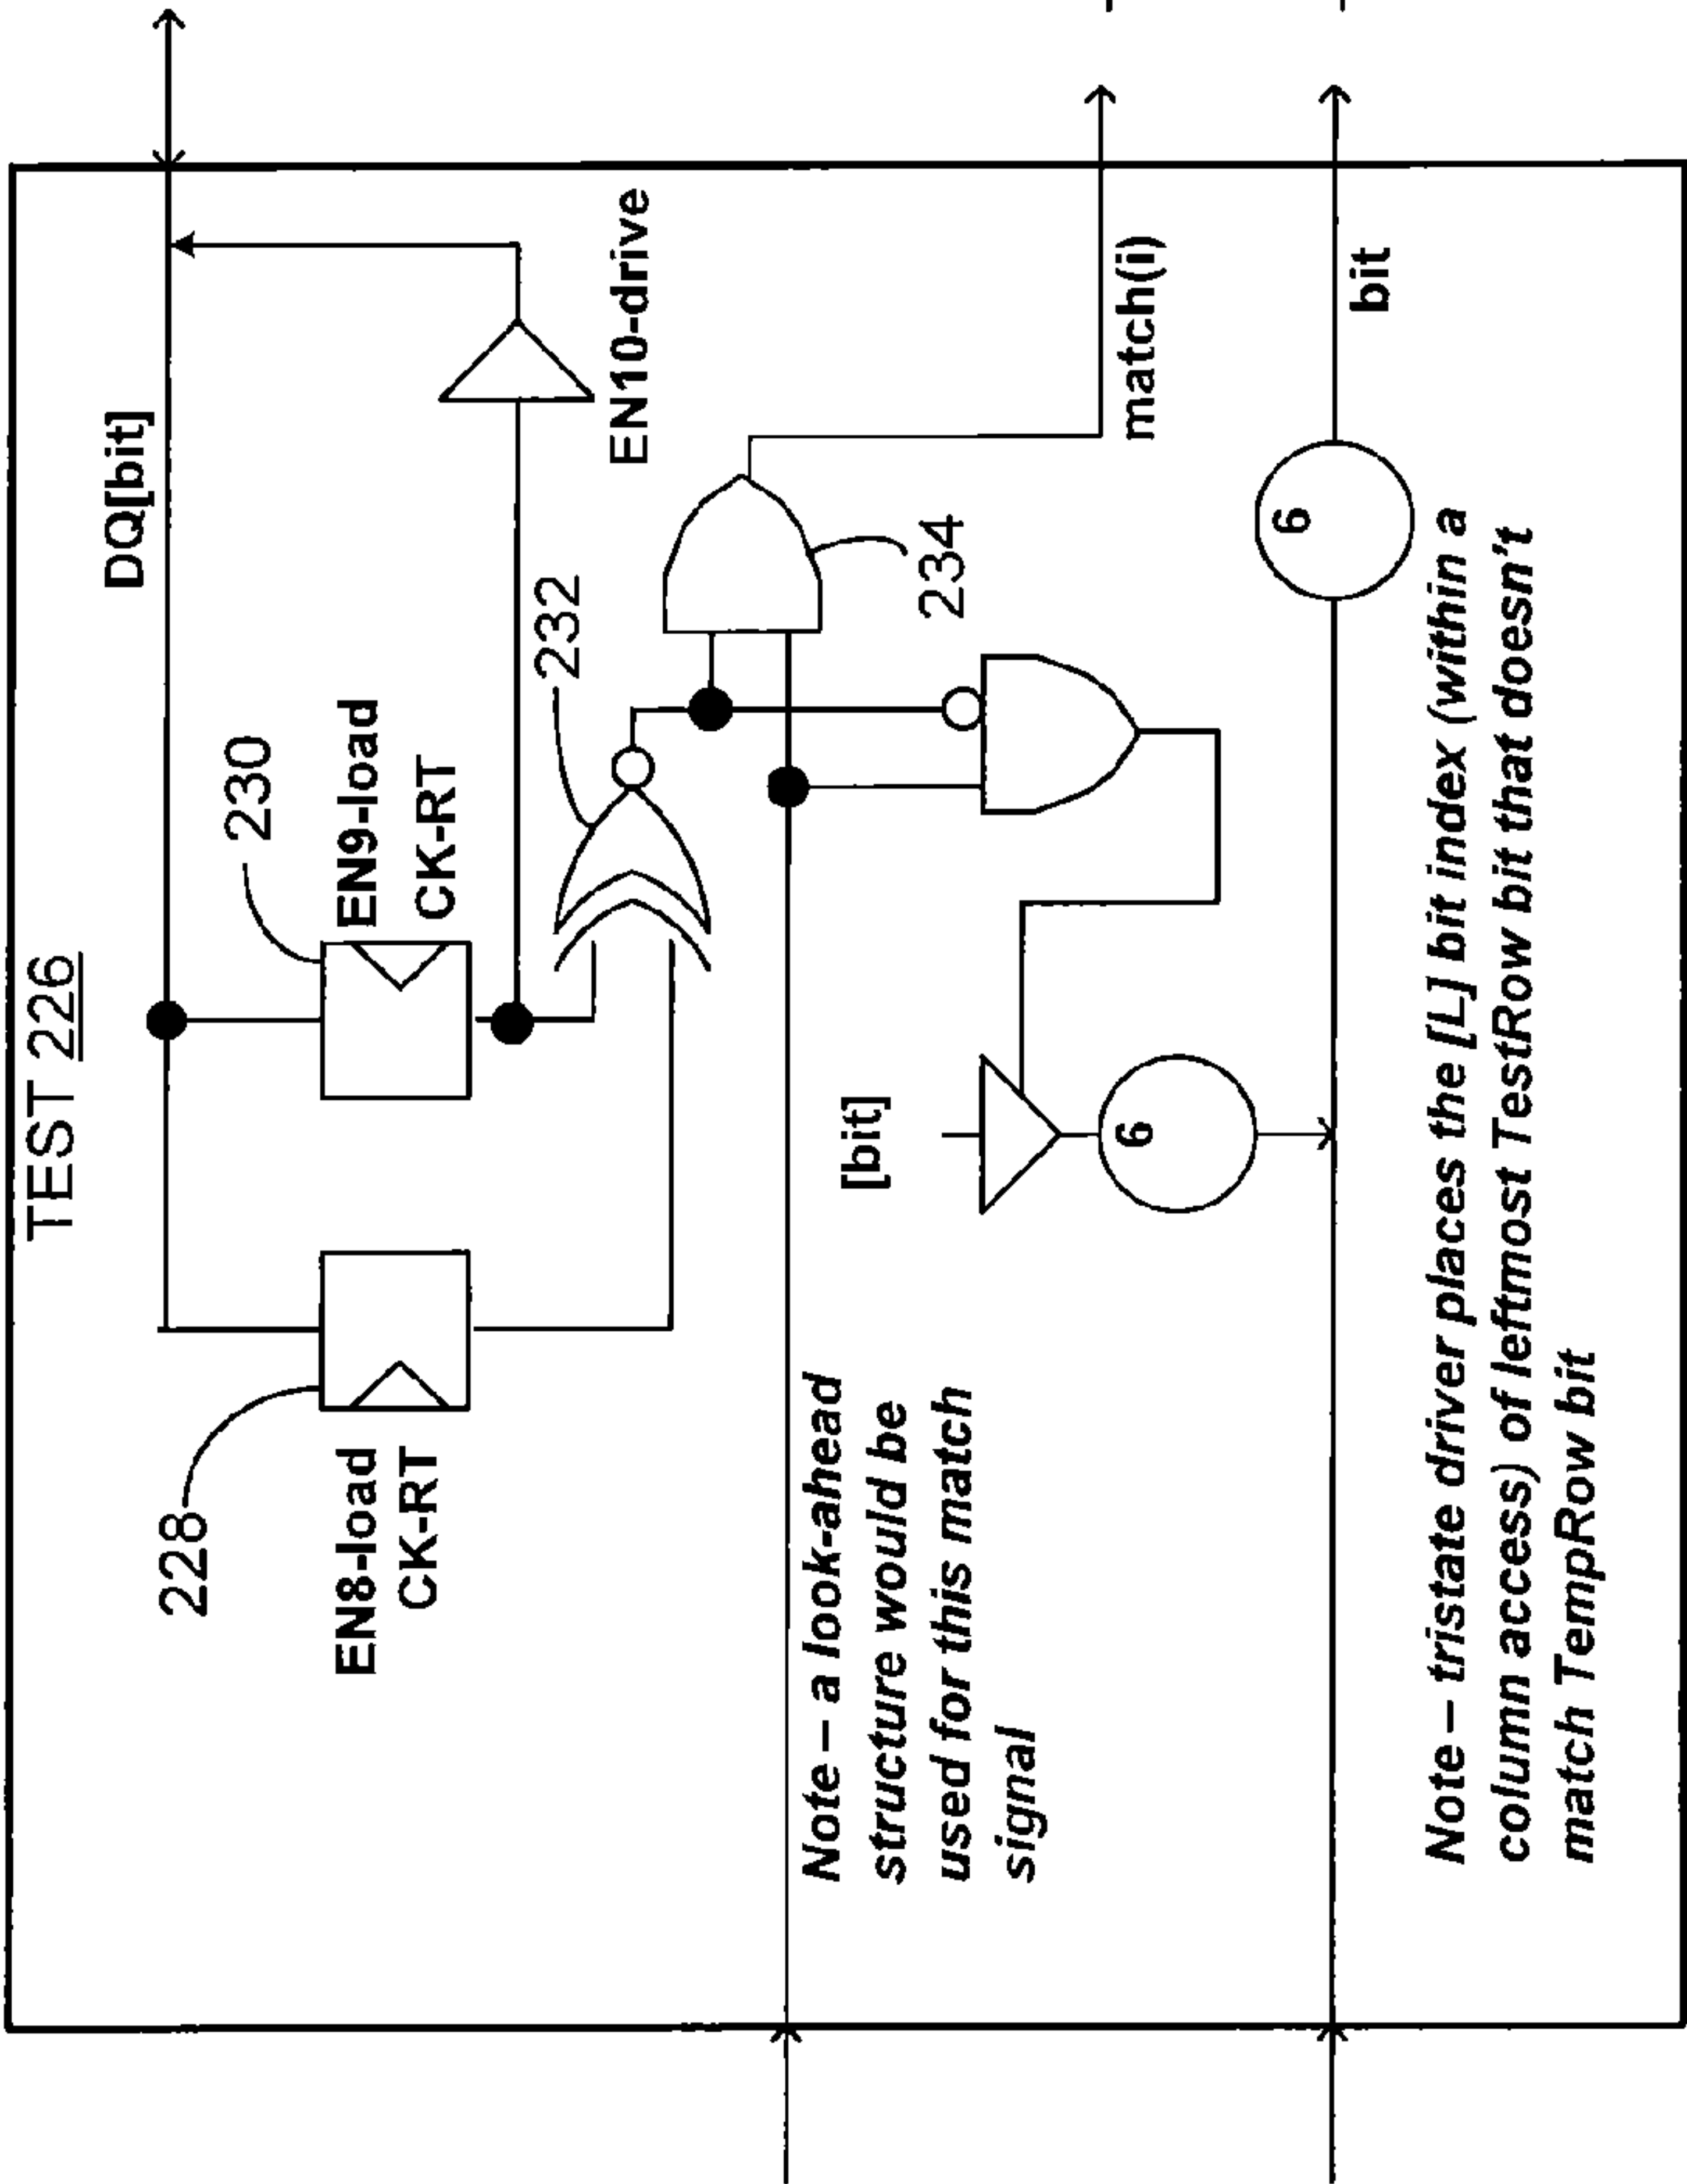 TEST 226
DQ[bit]
228
230
EN8-load
CK-RT
EN9-load
CK-RT
232
EN10-drive
234
Note – a look-ahead
structure would be
used for this match
signal
[bit]
6
match(i)
6
bit
Note – tristate driver places the [L] bit index (within a
column access) of leftmost TestRow bit that doesn't
match TempRow bit